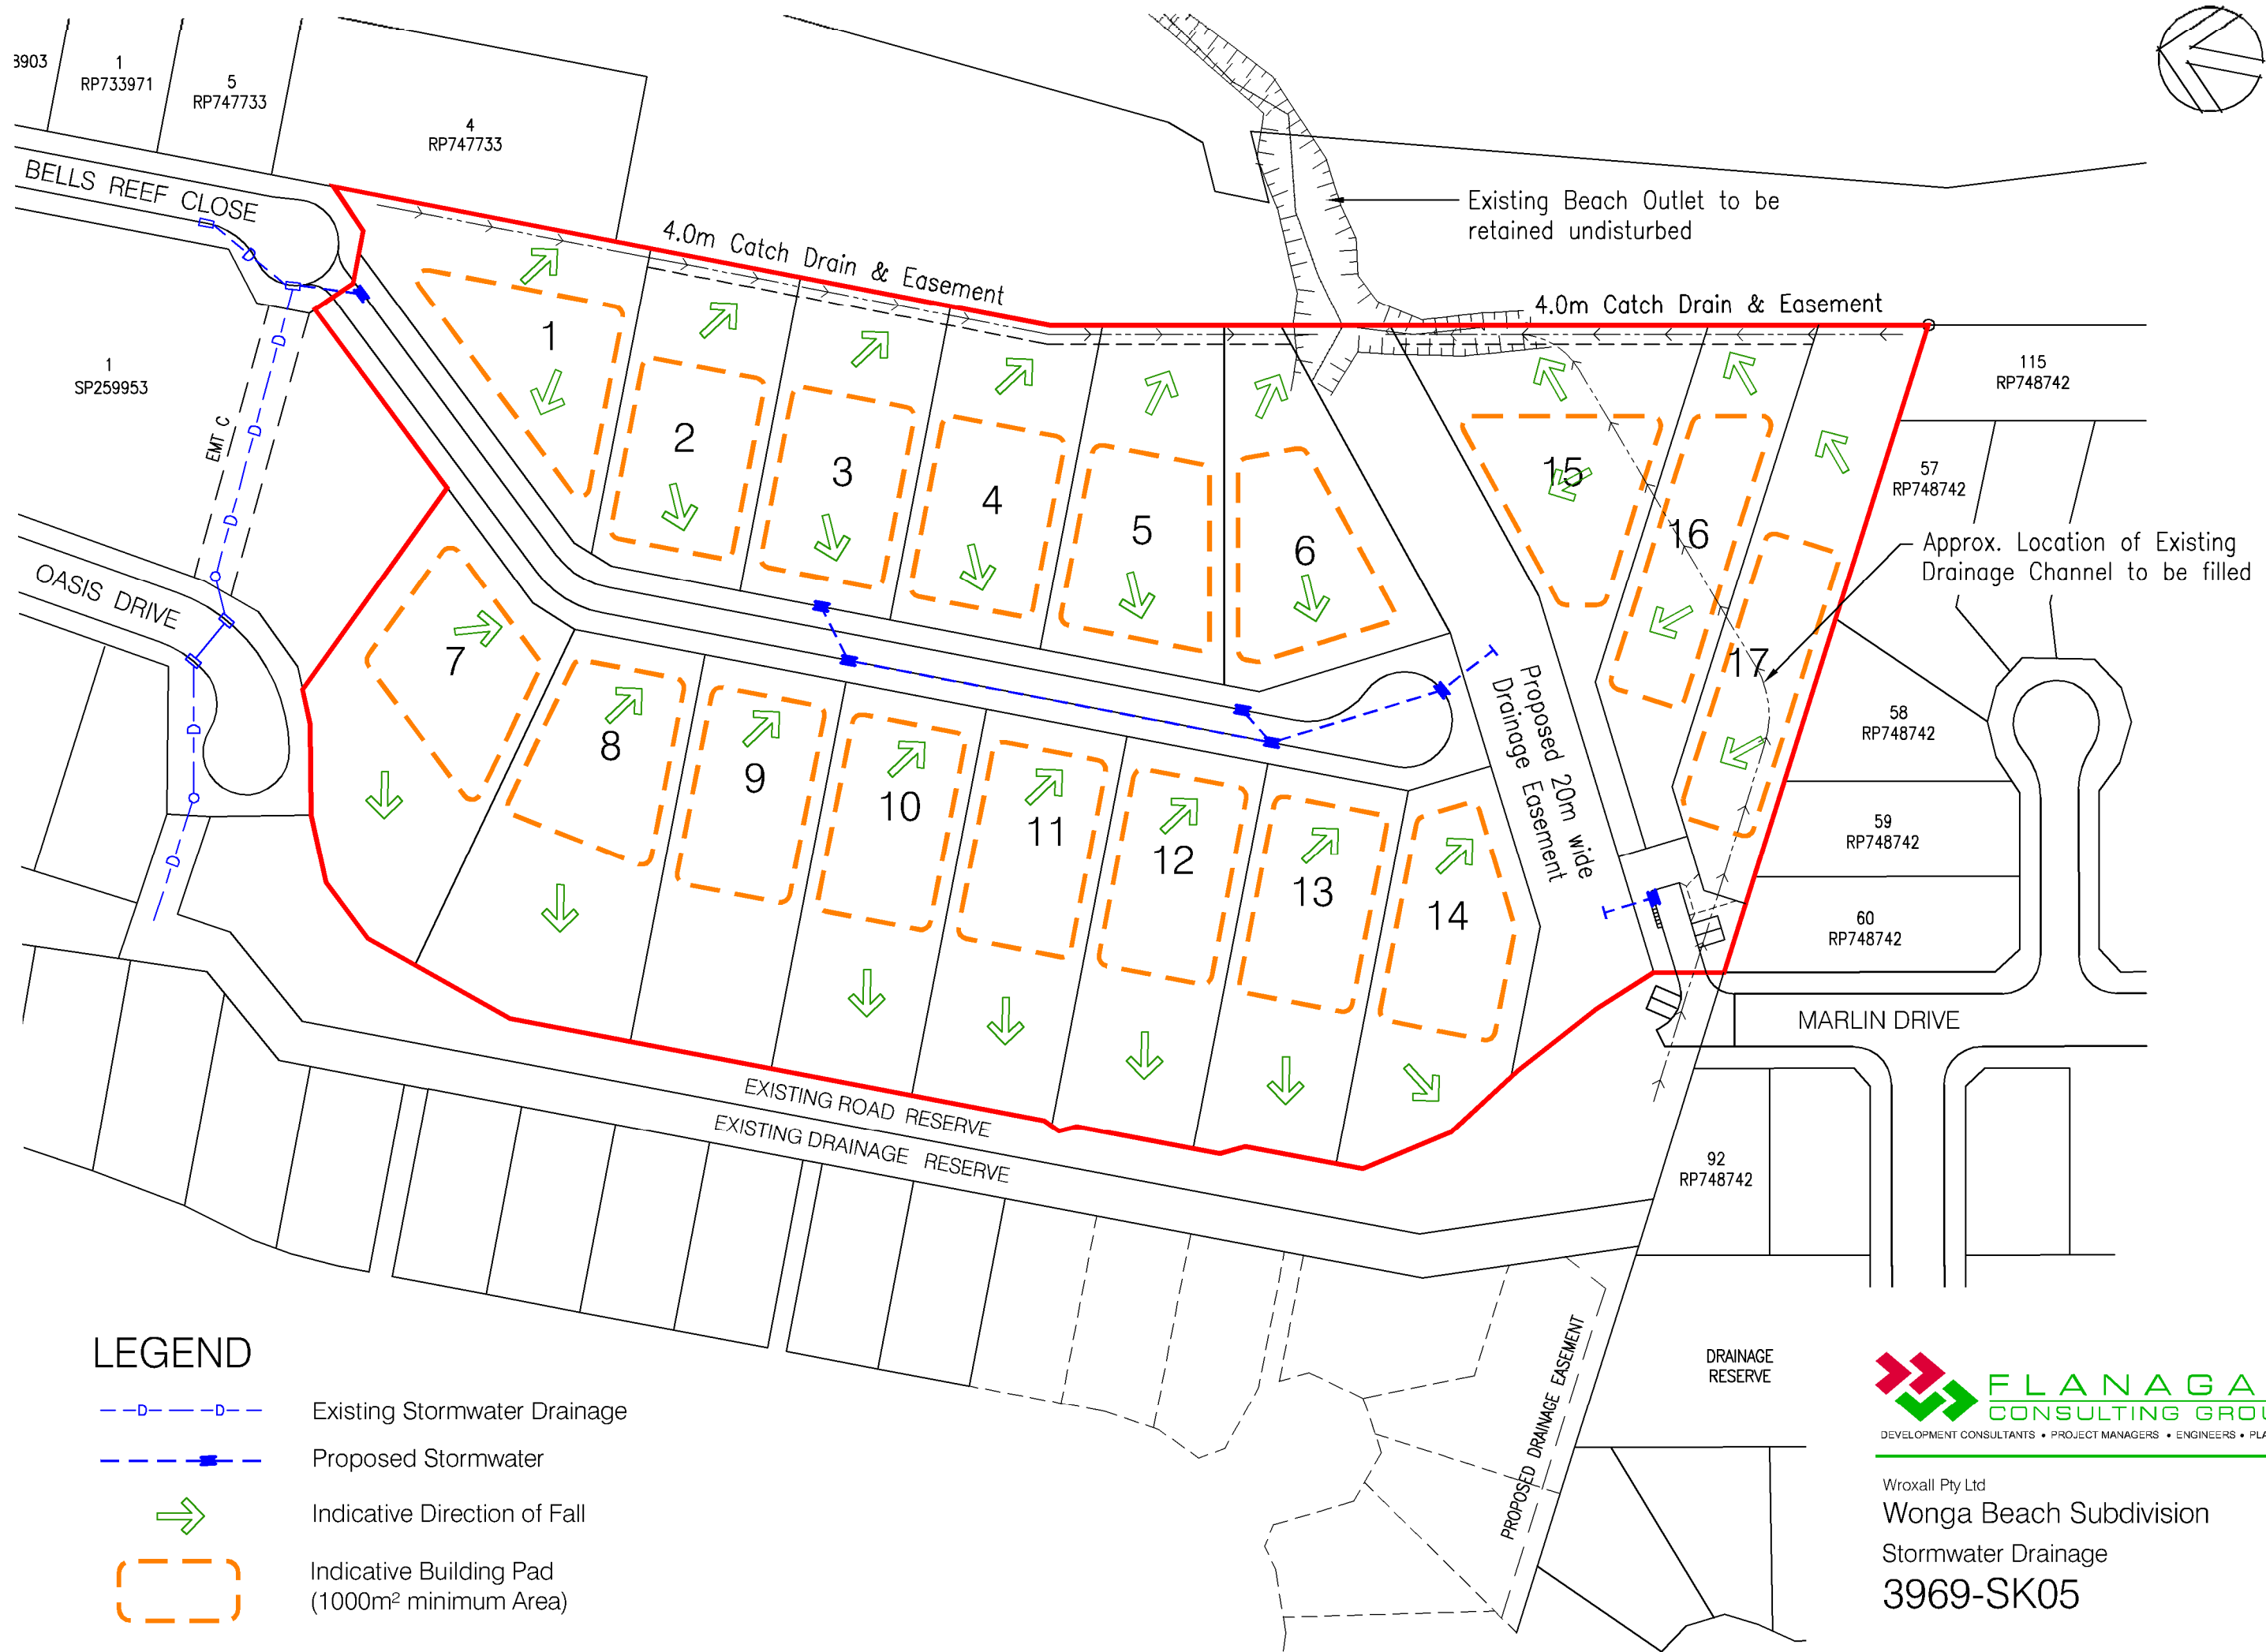 3903
1
RP733971
5
RP747733
4
RP747733
BELLS REEF CLOSE
4.0m Catch Drain & Easement
Existing Beach Outlet to be
retained undisturbed
4.0m Catch Drain & Easement
1
SP259953
EMT C
D
D
D
D
D
D
115
RP748742
57
RP748742
Approx. Location of Existing
Drainage Channel to be filled
OASIS DRIVE
1
2
3
4
5
6
15
16
17
7
8
9
10
11
12
13
14
Proposed 20m wide
Drainage Easement
58
RP748742
59
RP748742
60
RP748742
MARLIN DRIVE
EXISTING ROAD RESERVE
EXISTING DRAINAGE RESERVE
92
RP748742
DRAINAGE
RESERVE
PROPOSED DRAINAGE EASEMENT
LEGEND
D D
Existing Stormwater Drainage
Proposed Stormwater
Indicative Direction of Fall
Indicative Building Pad
(1000m² minimum Area)
FLANAGA
CONSULTING GROU
DEVELOPMENT CONSULTANTS • PROJECT MANAGERS • ENGINEERS • PLA
Wroxall Pty Ltd
Wonga Beach Subdivision
Stormwater Drainage
3969-SK05